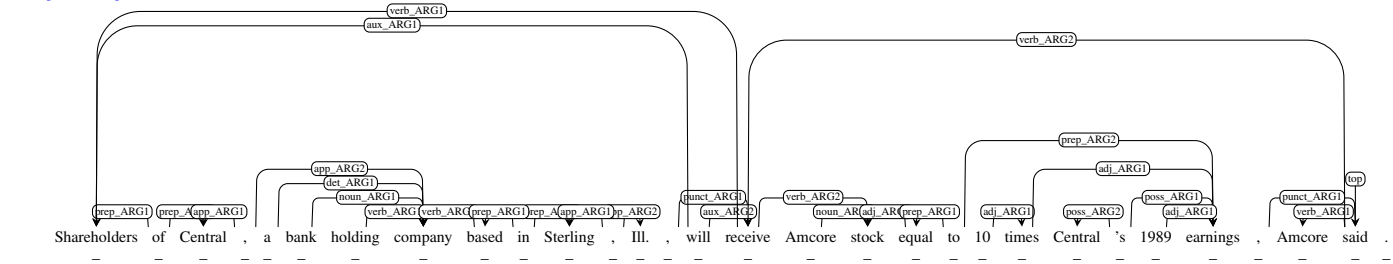 verb_ARG1
aux_ARG1
verb_ARG2
prep_ARG2
app_ARG2 adj_ARG1
det_ARG1 top
noun_ARG1 punct_ARG1 verb_ARG2 poss_ARG1 punct_ARG1
prep_ARG1 app_ARG1 prep_ARG1 app_ARG1 aux_ARG2 prep_ARG1 adj_ARG1 poss_ARG2 adj_ARG1 verb_ARG1
Shareholders of Central , a bank holding company based in Sterling , Ill. , will receive Amcore stock equal to 10 times Central 's 1989 earnings , Amcore said .